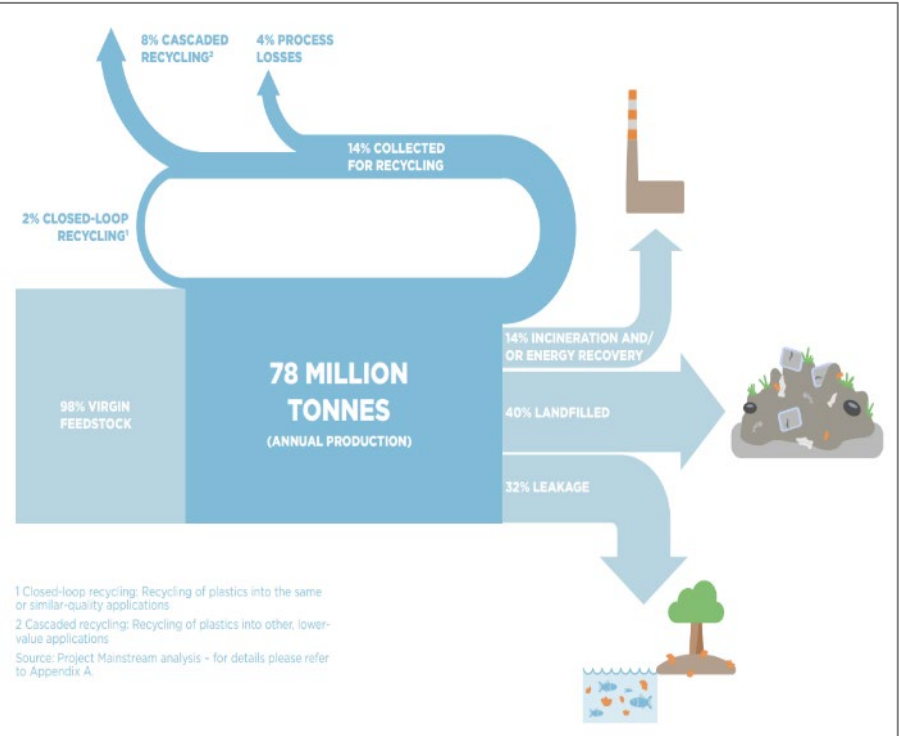 8% CASCADED
RECYCLING²
4% PROCESS
LOSSES
14% COLLECTED
FOR RECYCLING
2% CLOSED-LOOP
RECYCLING¹
98% VIRGIN
FEEDSTOCK
78 MILLION
TONNES
(ANNUAL PRODUCTION)
14% INCINERATION AND/
OR ENERGY RECOVERY
40% LANDFILLED
32% LEAKAGE
1 Closed-loop recycling: Recycling of plastics into the same
or similar-quality applications
2 Cascaded recycling: Recycling of plastics into other, lower-
value applications
Source: Project Mainstream analysis – for details please refer
to Appendix A.